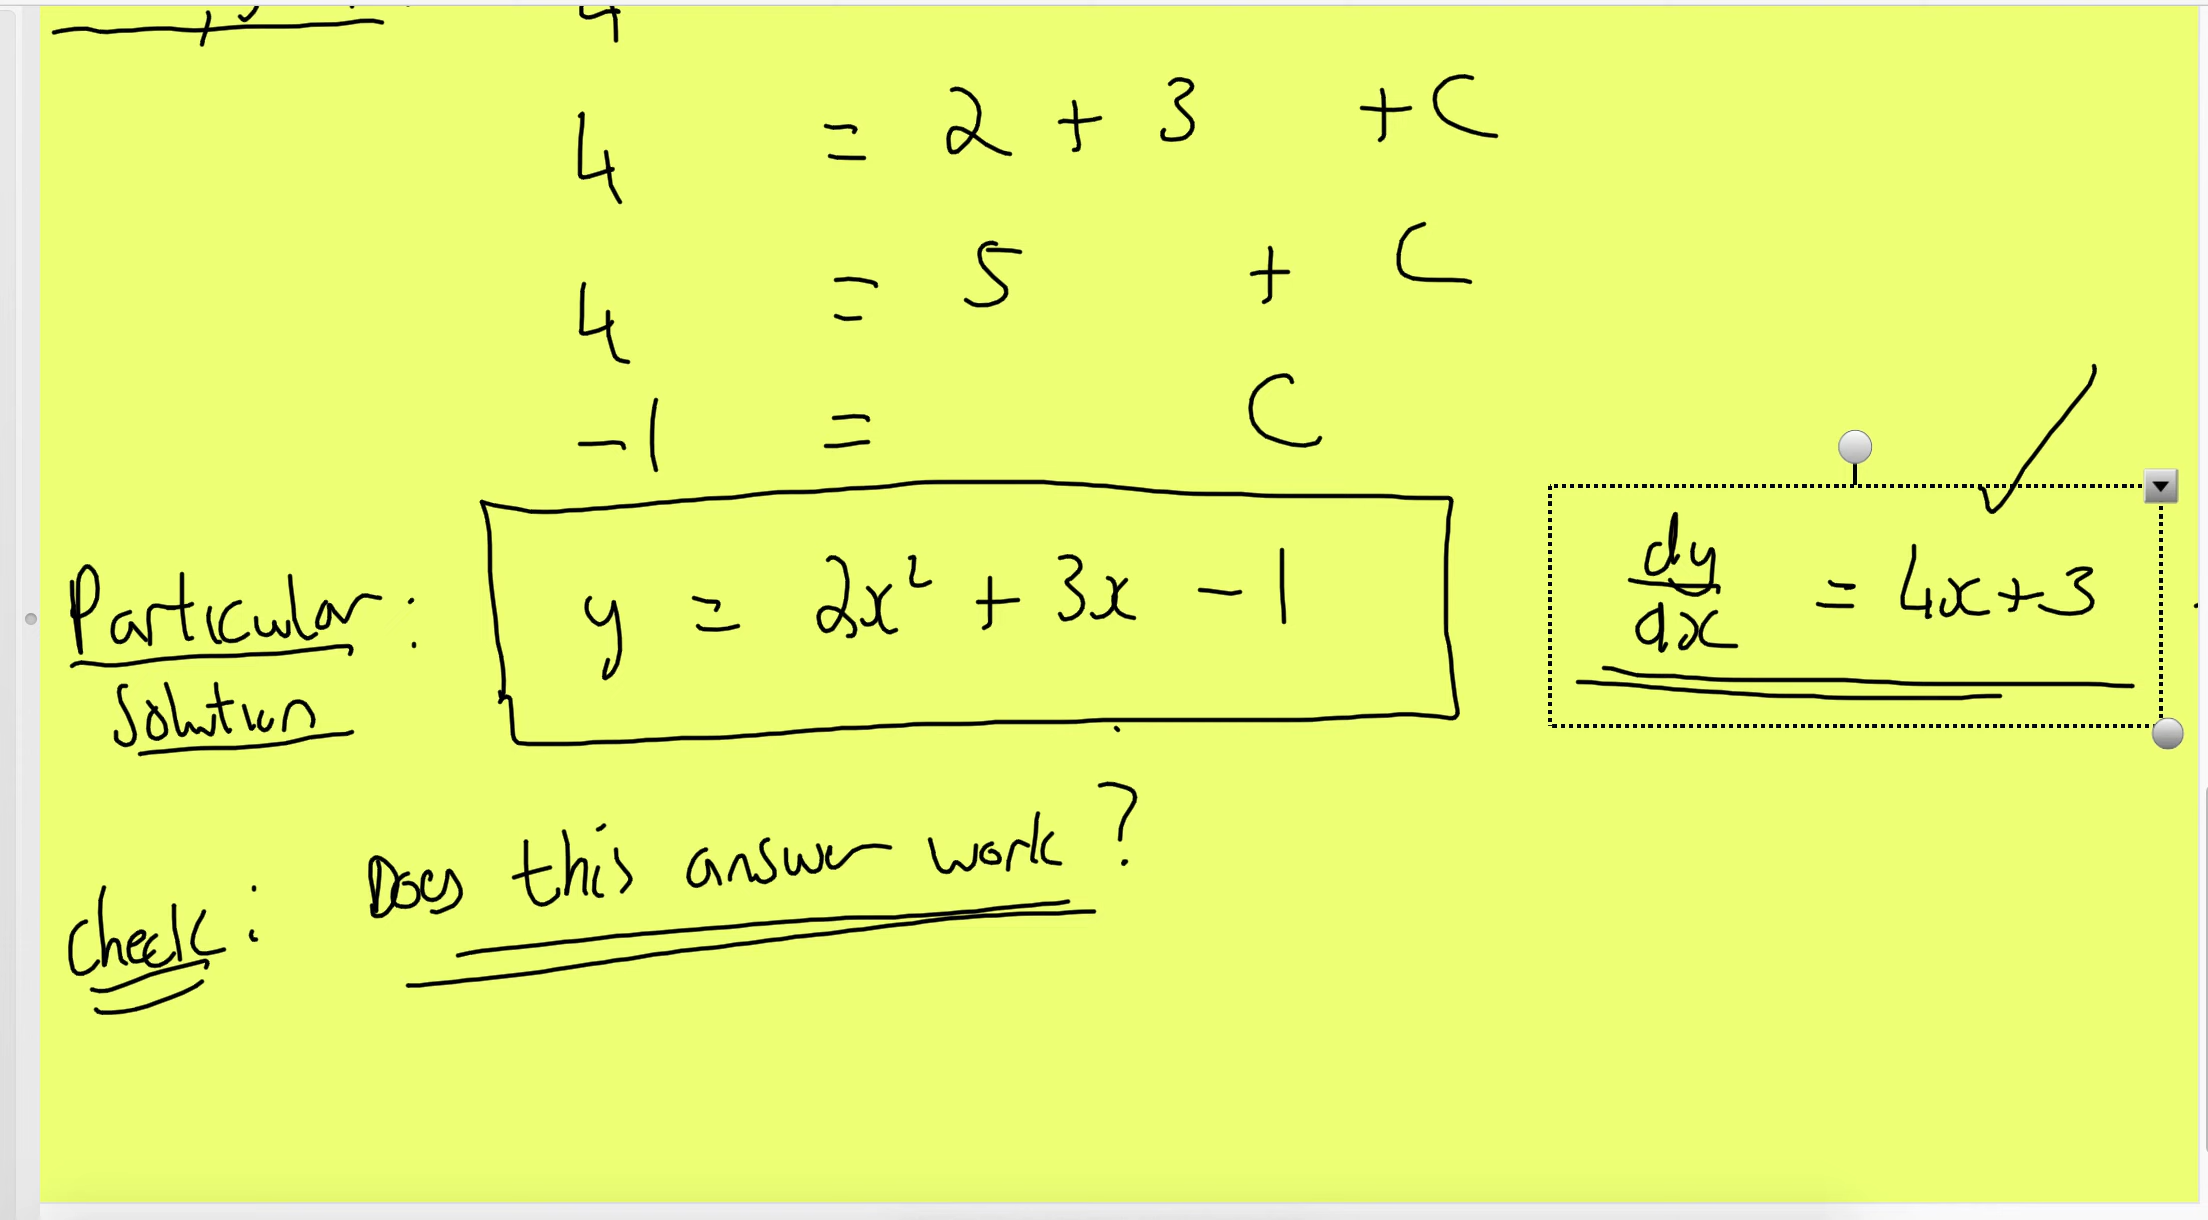 4
4 = 2 + 3 + C
4 = 5 + C
-1 = C
Particular : y = 2x² + 3x - 1
Solution
dy/dx = 4x+3 ✓
Check : Does this answer work ?